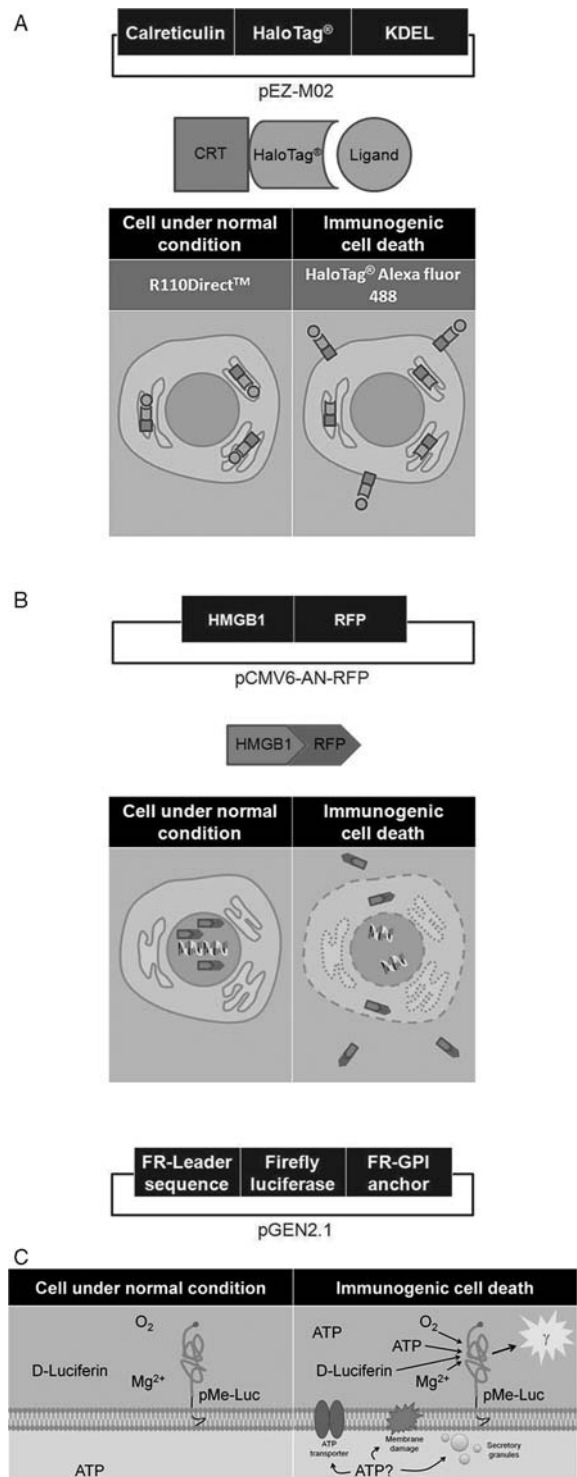 A
Calreticulin HaloTag® KDEL
pEZ-M02
CRT HaloTag® Ligand
Cell under normal condition
Immunogenic cell death
R110Direct™
HaloTag® Alexa fluor 488
B
HMGB1 RFP
pCMV6-AN-RFP
HMGB1 RFP
Cell under normal condition
Immunogenic cell death
FR-Leader sequence
Firefly luciferase
FR-GPI anchor
pGEN2.1
C
Cell under normal condition
Immunogenic cell death
O₂
D-Luciferin
Mg²⁺
pMe-Luc
ATP
ATP
O₂
ATP
D-Luciferin
Mg²⁺
γ
pMe-Luc
ATP transporter
Membrane damage
Secretory granules
ATP?